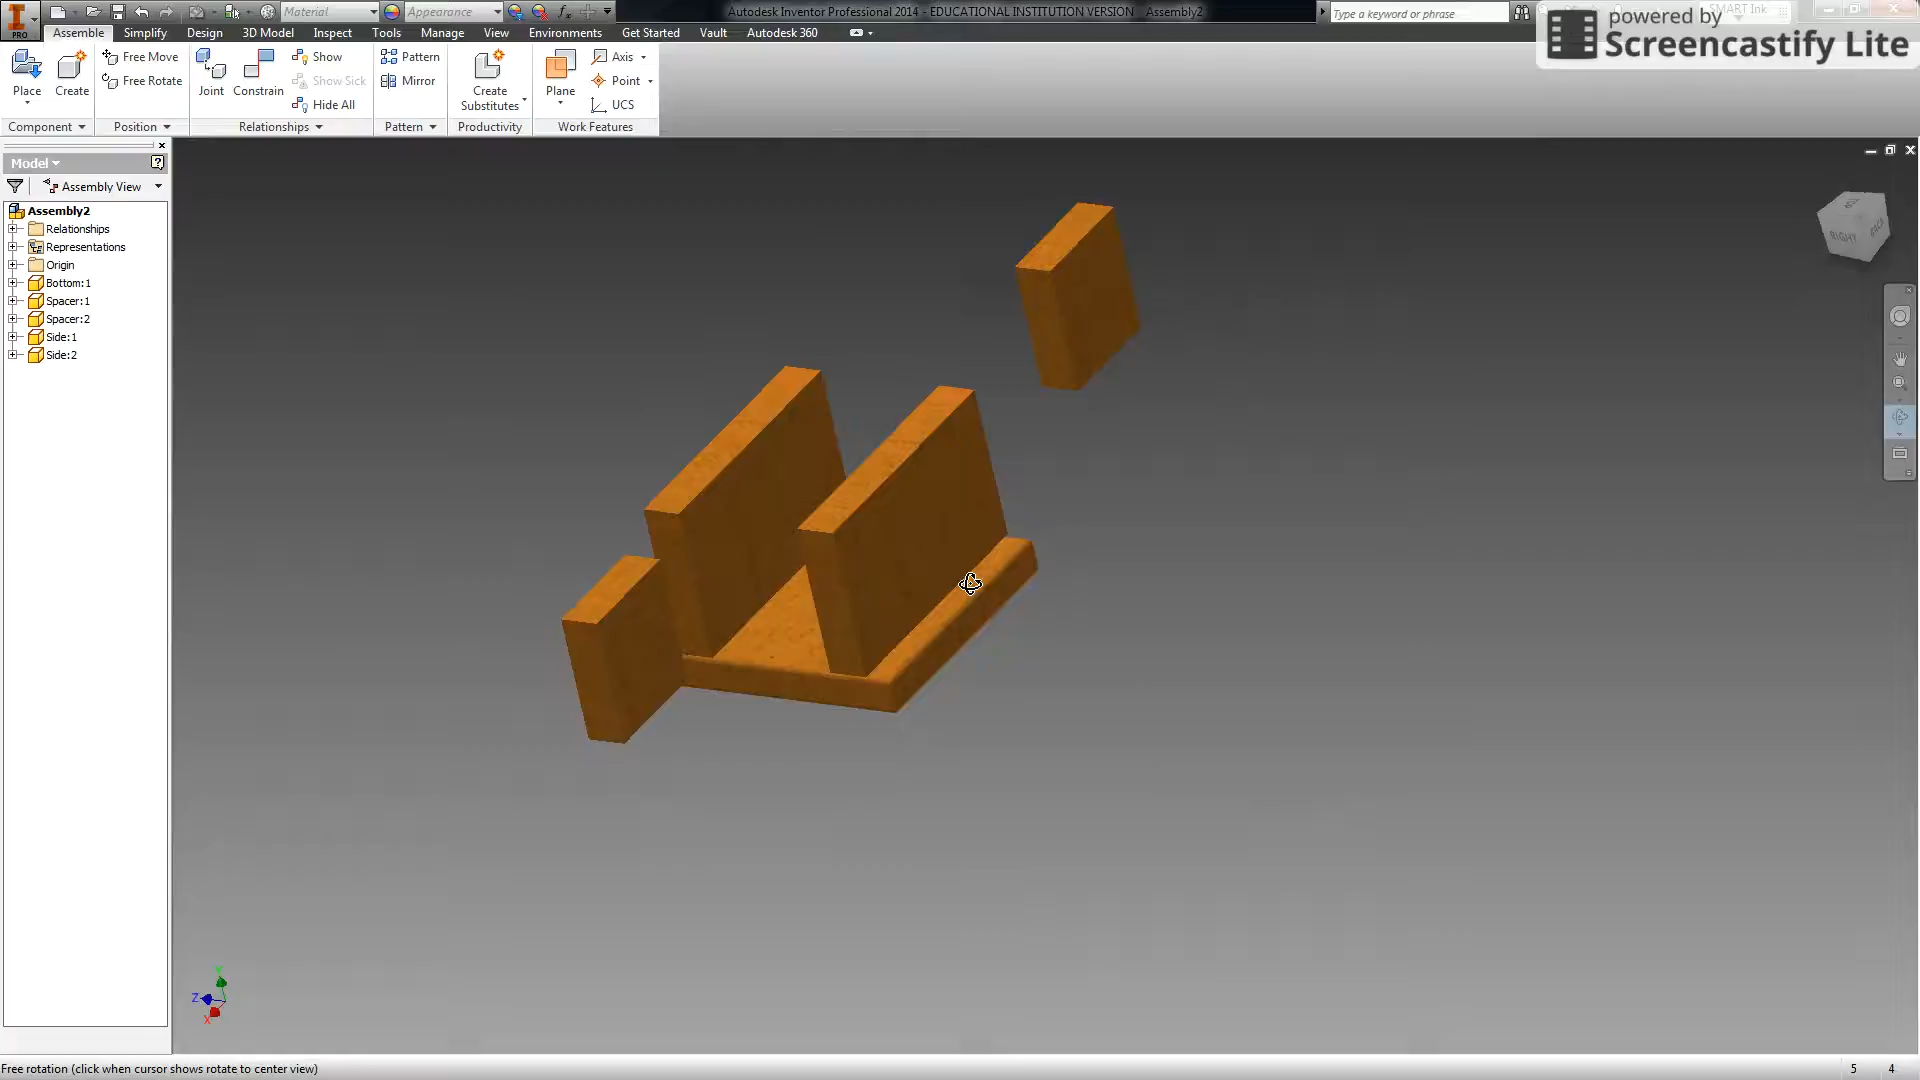 Material
Appearance
Autodesk Inventor Professional 2014 - EDUCATIONAL INSTITUTION VERSION Assembly2
Type a keyword or phrase
SMART Ink
powered by
Screencastify Lite
PRO
Assemble Simplify Design 3D Model Inspect Tools Manage View Environments Get Started Vault Autodesk 360
Place
Create
Free Move
Free Rotate
Joint
Constrain
Show
Show Sick
Hide All
Pattern
Mirror
Create
Substitutes
Plane
Axis
Point
UCS
Component Position Relationships Pattern Productivity Work Features
Model
Assembly View
Assembly2
Relationships
Representations
Origin
Bottom:1
Spacer:1
Spacer:2
Side:1
Side:2
RIGHT
BACK
Y
Z
X
Free rotation (click when cursor shows rotate to center view)
5 4